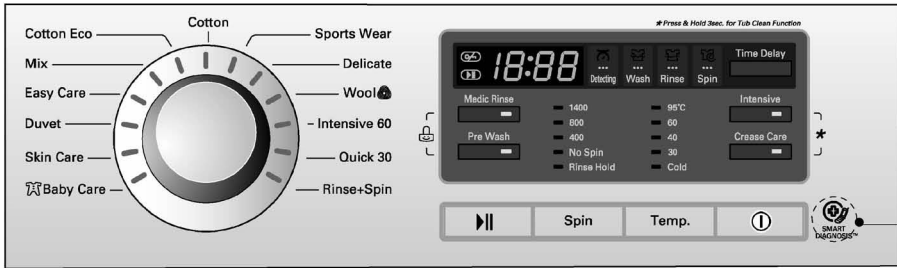 Cotton
Cotton Eco
Sports Wear
Mix
Delicate
Easy Care
Wool
Duvet
Intensive 60
Skin Care
Quick 30
Baby Care
Rinse+Spin
*Press & Hold 3sec. for Tub Clean Function
18:88
Detecting
Wash
Rinse
Spin
Time Delay
Medic Rinse
Pre Wash
1400
800
400
No Spin
Rinse Hold
95°C
60
40
30
Cold
Intensive
Crease Care
*
Spin
Temp.
SMART
DIAGNOSIS™